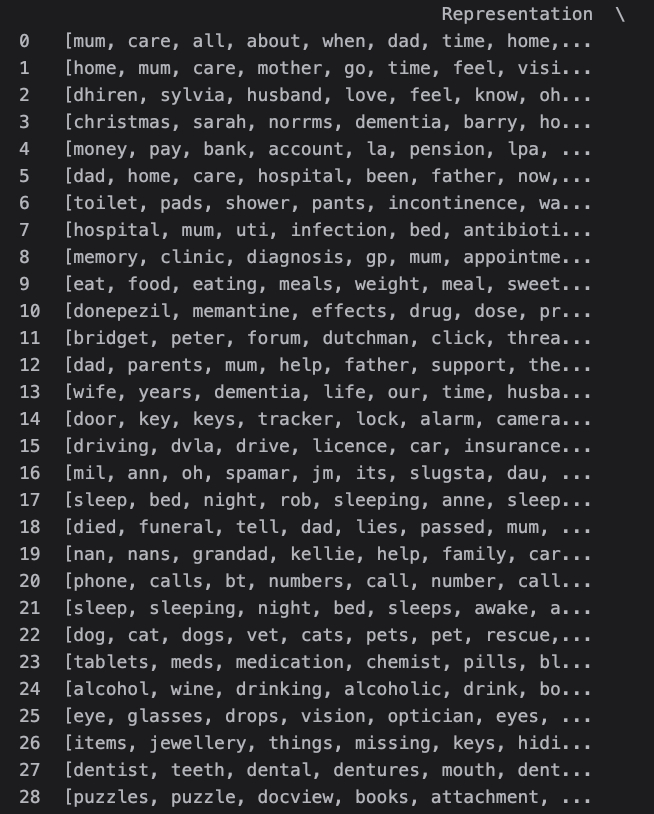 Representation \
0 [mum, care, all, about, when, dad, time, home,...
1 [home, mum, care, mother, go, time, feel, visi...
2 [dhiren, sylvia, husband, love, feel, know, oh...
3 [christmas, sarah, norrms, dementia, barry, ho...
4 [money, pay, bank, account, la, pension, lpa, ...
5 [dad, home, care, hospital, been, father, now,...
6 [toilet, pads, shower, pants, incontinence, wa...
7 [hospital, mum, uti, infection, bed, antibioti...
8 [memory, clinic, diagnosis, gp, mum, appointme...
9 [eat, food, eating, meals, weight, meal, sweet...
10 [donepezil, memantine, effects, drug, dose, pr...
11 [bridget, peter, forum, dutchman, click, threa...
12 [dad, parents, mum, help, father, support, the...
13 [wife, years, dementia, life, our, time, husba...
14 [door, key, keys, tracker, lock, alarm, camera...
15 [driving, dvla, drive, licence, car, insurance...
16 [mil, ann, oh, spamar, jm, its, slugsta, dau, ...
17 [sleep, bed, night, rob, sleeping, anne, sleep...
18 [died, funeral, tell, dad, lies, passed, mum, ...
19 [nan, nans, grandad, kellie, help, family, car...
20 [phone, calls, bt, numbers, call, number, call...
21 [sleep, sleeping, night, bed, sleeps, awake, a...
22 [dog, cat, dogs, vet, cats, pets, pet, rescue,...
23 [tablets, meds, medication, chemist, pills, bl...
24 [alcohol, wine, drinking, alcoholic, drink, bo...
25 [eye, glasses, drops, vision, optician, eyes, ...
26 [items, jewellery, things, missing, keys, hidi...
27 [dentist, teeth, dental, dentures, mouth, dent...
28 [puzzles, puzzle, docview, books, attachment, ...